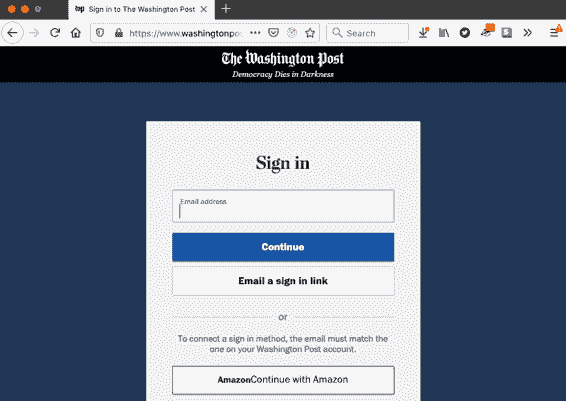 Sign in to The Washington Post
https://www.washingtonpo
Search
The Washington Post
Democracy Dies in Darkness
Sign in
Email address
Continue
Email a sign in link
or
To connect a sign in method, the email must match the
one on your Washington Post account.
AmazonContinue with Amazon